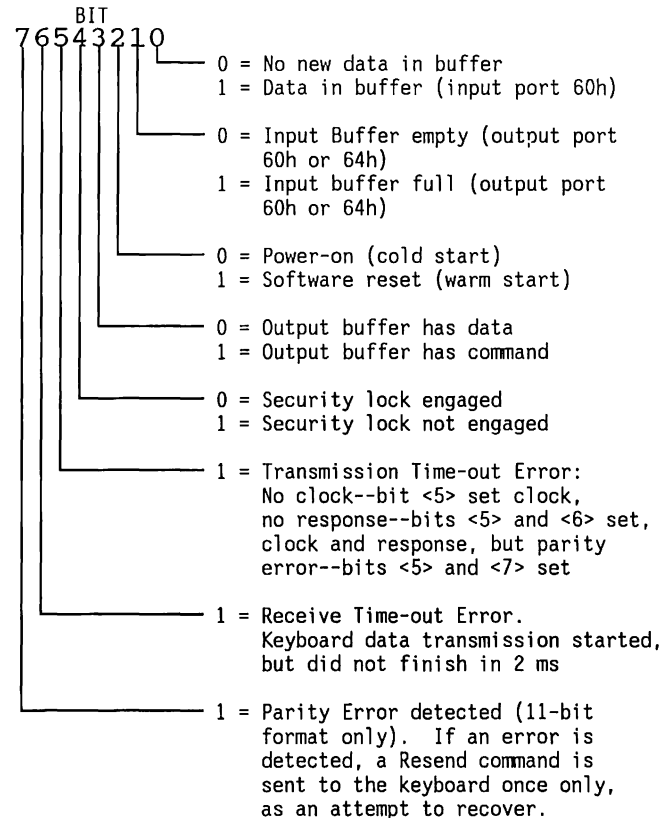 BIT
76543210
0 = No new data in buffer
1 = Data in buffer (input port 60h)
0 = Input Buffer empty (output port
60h or 64h)
1 = Input buffer full (output port
60h or 64h)
0 = Power-on (cold start)
1 = Software reset (warm start)
0 = Output buffer has data
1 = Output buffer has command
0 = Security lock engaged
1 = Security lock not engaged
1 = Transmission Time-out Error:
No clock--bit <5> set clock,
no response--bits <5> and <6> set,
clock and response, but parity
error--bits <5> and <7> set
1 = Receive Time-out Error.
Keyboard data transmission started,
but did not finish in 2 ms
1 = Parity Error detected (11-bit
format only). If an error is
detected, a Resend command is
sent to the keyboard once only,
as an attempt to recover.